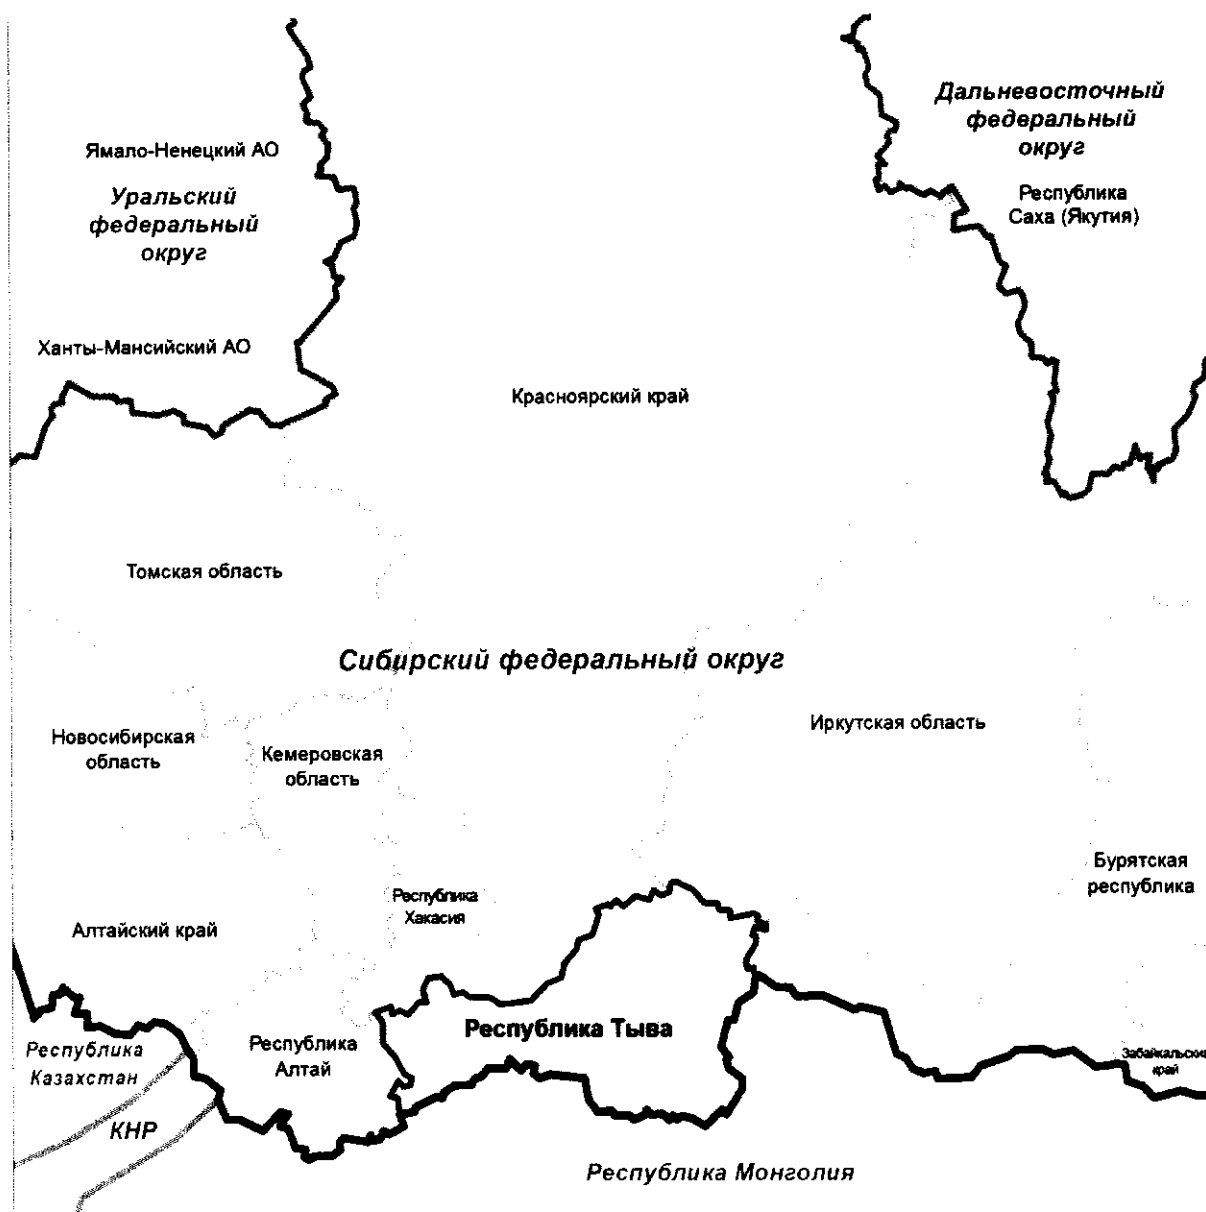 Дальневосточный
федеральный
округ
Ямало-Ненецкий АО
Уральский
федеральный
округ
Республика
Саха (Якутия)
Ханты-Мансийский АО
Красноярский край
Томская область
Сибирский федеральный округ
Новосибирская
область
Кемеровская
область
Иркутская область
Бурятская
республика
Республика
Хакасия
Алтайский край
Республика Тыва
Республика
Казахстан
Республика
Алтай
Забайкальский
край
КНР
Республика Монголия